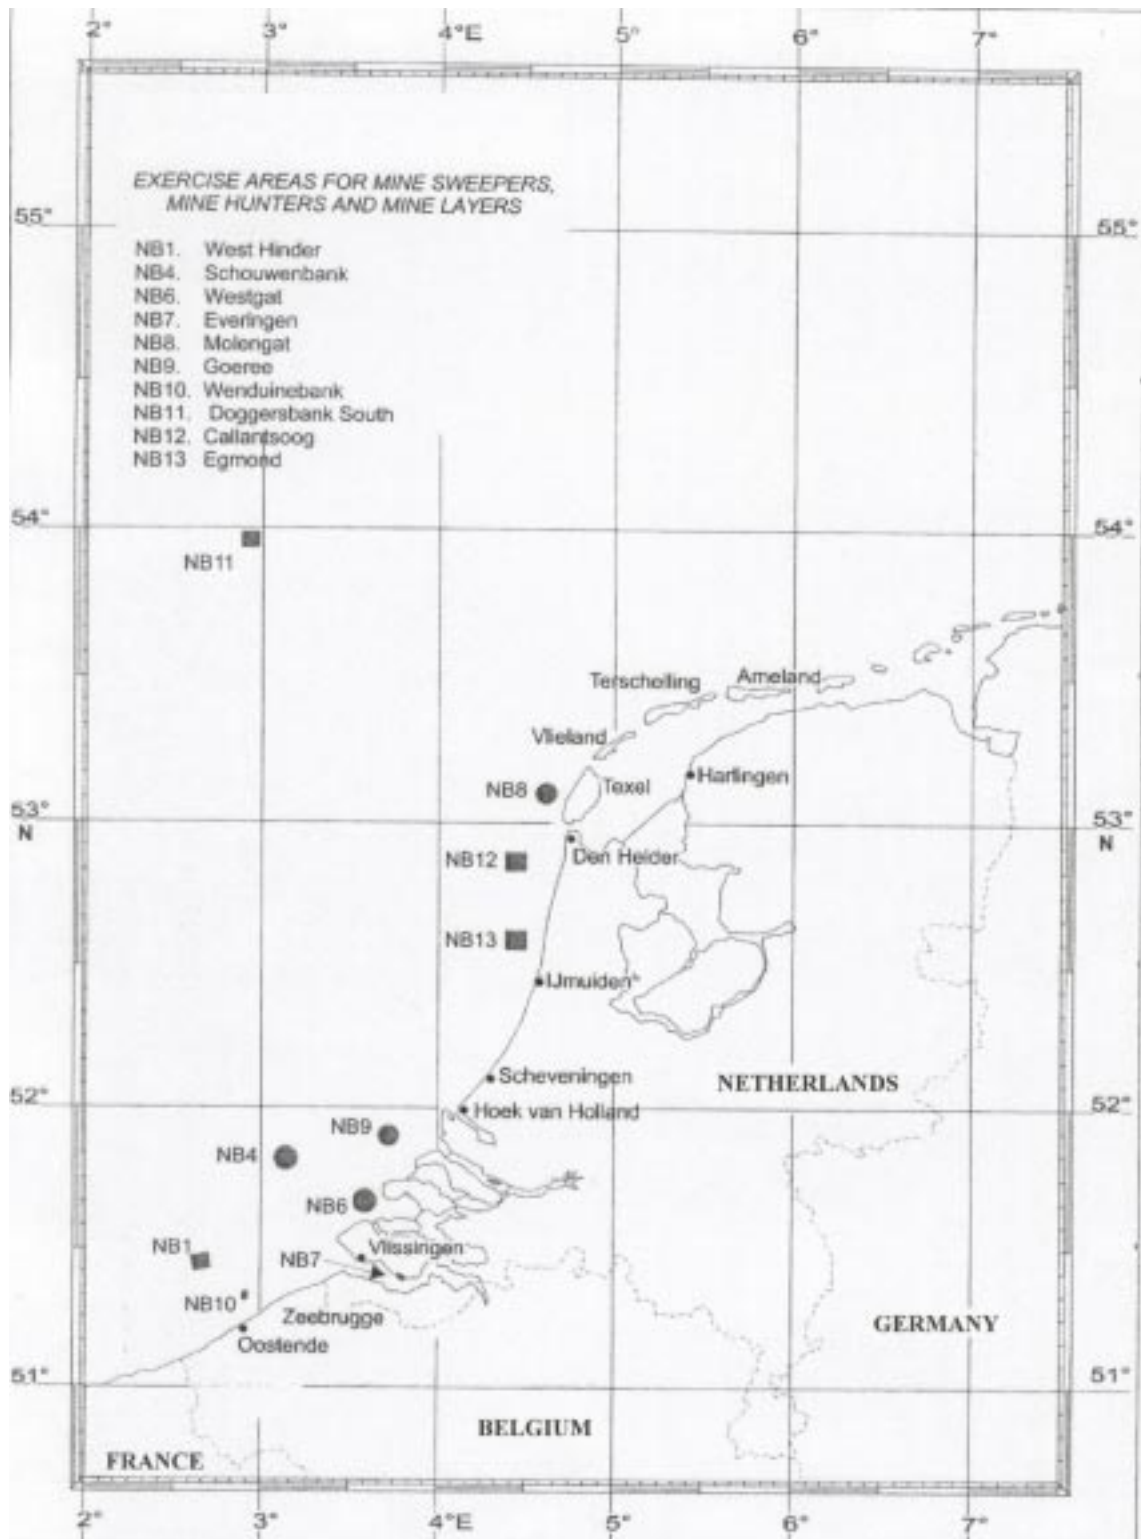 2° 3° 4°E 5° 6° 7°
EXERCISE AREAS FOR MINE SWEEPERS,
MINE HUNTERS AND MINE LAYERS
55° 55°
NB1. West Hinder
NB4. Schouwenbank
NB6. Westgat
NB7. Everingen
NB8. Molengat
NB9. Goeree
NB10. Wenduinebank
NB11. Doggersbank South
NB12. Callantsoog
NB13 Egmond
54° 54°
NB11
Terschelling Ameland
Vlieland
NB8 Texel Harlingen
53° 53°
N N
NB12 Den Helder
NB13
IJmuiden
Scheveningen NETHERLANDS
52° Hoek van Holland 52°
NB9
NB4
NB6
NB1 Vlissingen
NB7
NB10 Zeebrugge
GERMANY
Oostende
51° 51°
BELGIUM
FRANCE
2° 3° 4°E 5° 6° 7°